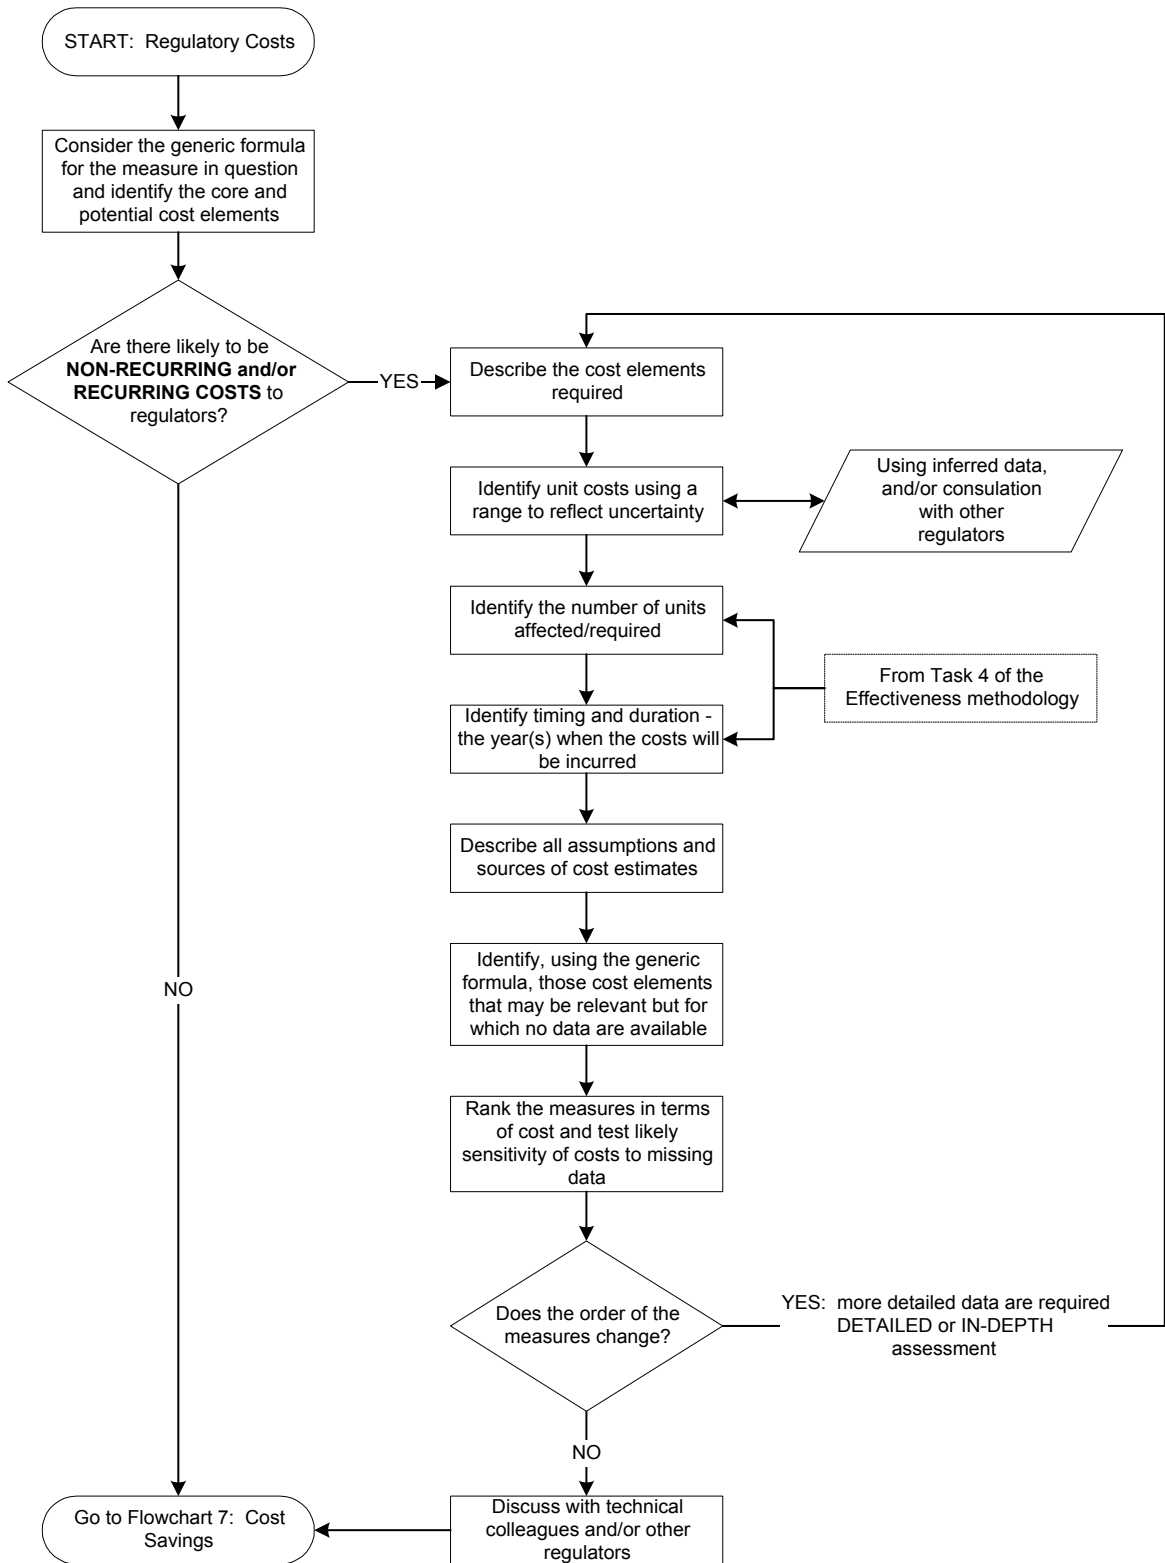 START:  Regulatory Costs
Consider the generic formula
for the measure in question
and identify the core and
potential cost elements
Are there likely to be
NON-RECURRING and/or
RECURRING COSTS to
regulators?
YES
Describe the cost elements
required
Identify unit costs using a
range to reflect uncertainty
Using inferred data,
and/or consulation
with other
regulators
Identify the number of units
affected/required
From Task 4 of the
Effectiveness methodology
Identify timing and duration -
the year(s) when the costs will
be incurred
Describe all assumptions and
sources of cost estimates
Identify, using the generic
formula, those cost elements
that may be relevant but for
which no data are available
NO
Rank the measures in terms
of cost and test likely
sensitivity of costs to missing
data
Does the order of the
measures change?
YES:  more detailed data are required
DETAILED or IN-DEPTH
assessment
NO
Discuss with technical
colleagues and/or other
regulators
Go to Flowchart 7:  Cost
Savings